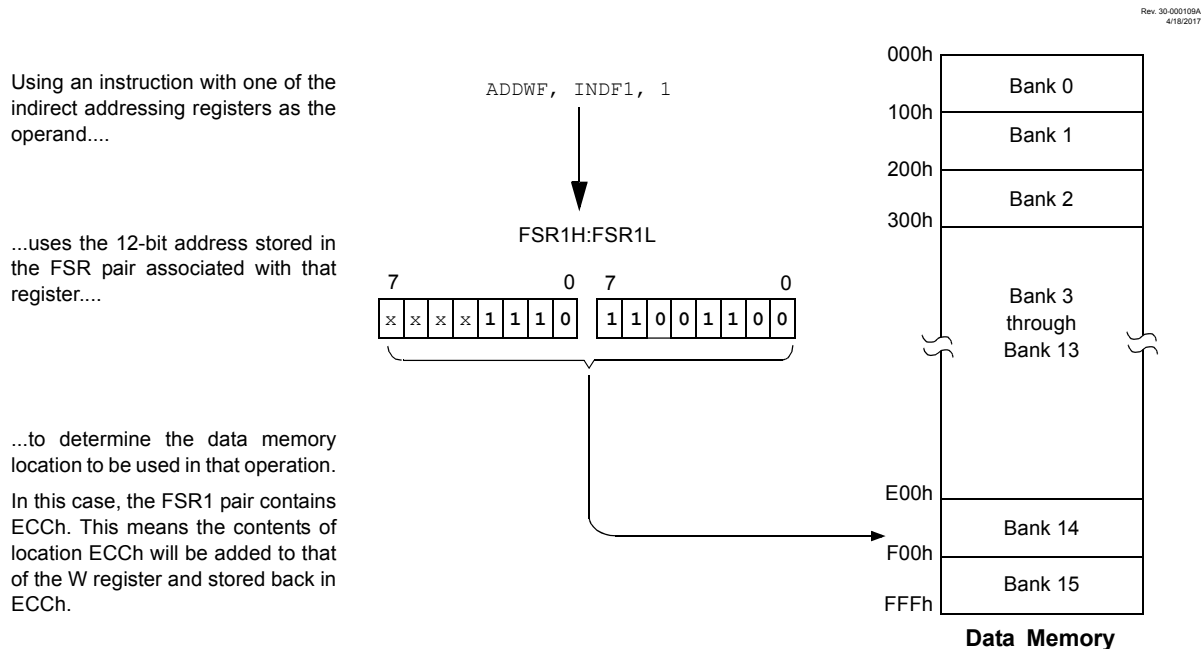 Rev. 30-000109A
4/18/2017
Using an instruction with one of the
indirect addressing registers as the
operand....
ADDWF, INDF1, 1
...uses the 12-bit address stored in
the FSR pair associated with that
register....
FSR1H:FSR1L
7 0 7 0
x x x x 1 1 1 0 1 1 0 0 1 1 0 0
...to determine the data memory
location to be used in that operation.
In this case, the FSR1 pair contains
ECCh. This means the contents of
location ECCh will be added to that
of the W register and stored back in
ECCh.
000h
Bank 0
100h
Bank 1
200h
Bank 2
300h
Bank 3
through
Bank 13
E00h
Bank 14
F00h
Bank 15
FFFh
Data Memory